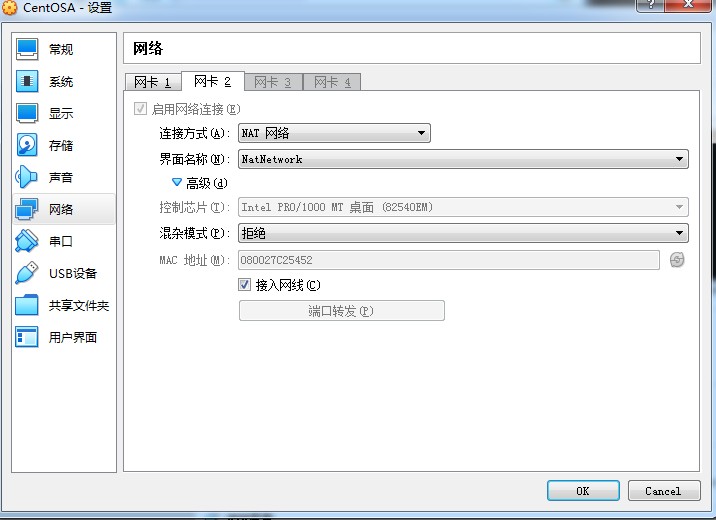 CentOSA - 设置
常规
系统
显示
存储
声音
网络
串口
USB设备
共享文件夹
用户界面
网络
网卡 1 网卡 2 网卡 3 网卡 4
启用网络连接(E)
连接方式(A): NAT 网络
界面名称(N): NatNetwork
高级(d)
控制芯片(T): Intel PRO/1000 MT 桌面 (82540EM)
混杂模式(P): 拒绝
MAC 地址(M): 080027C25452
接入网线(C)
端口转发(P)
OK Cancel